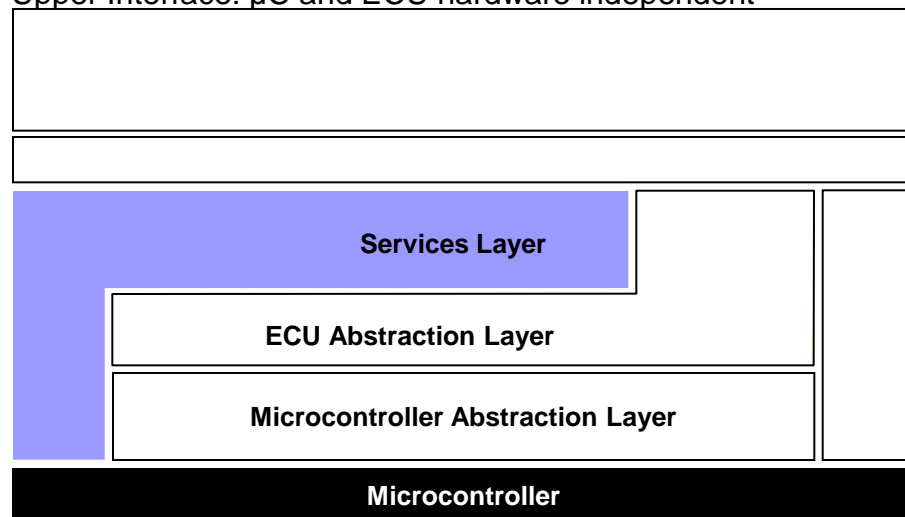 Upper Interface: µC and ECU hardware independent
Services Layer
ECU Abstraction Layer
Microcontroller Abstraction Layer
Microcontroller